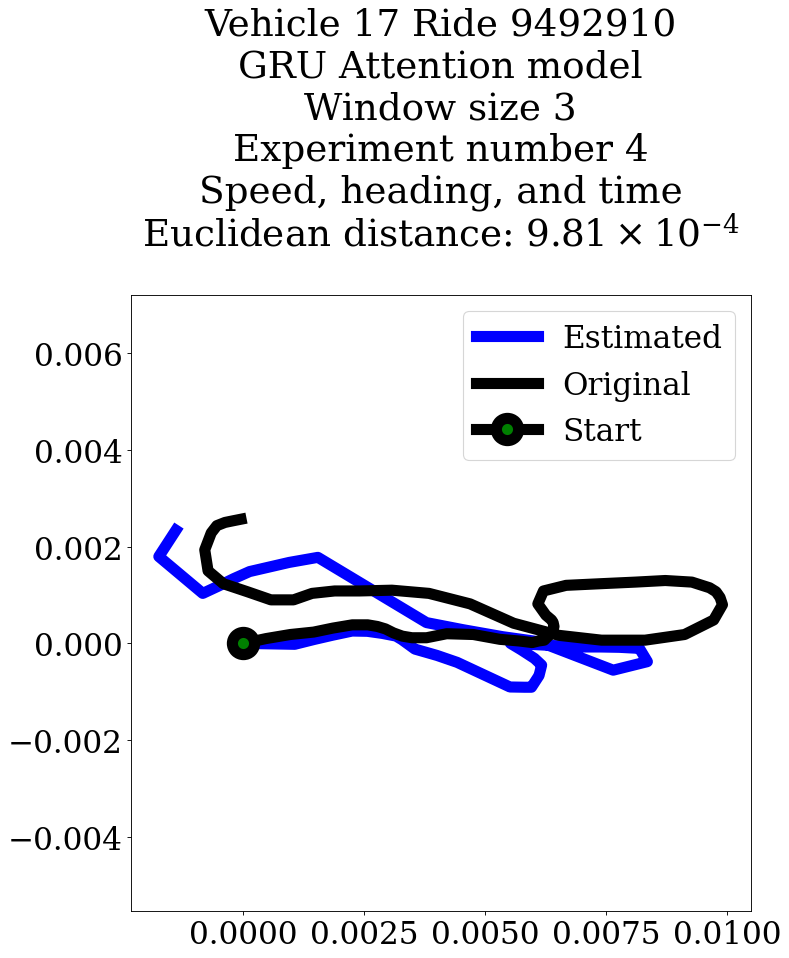 Vehicle 17 Ride 9492910
GRU Attention model
Window size 3
Experiment number 4
Speed, heading, and time
Euclidean distance: 9.81 × 10⁻⁴
Estimated
Original
Start
0.006
0.004
0.002
0.000
−0.002
−0.004
0.0000 0.0025 0.0050 0.0075 0.0100